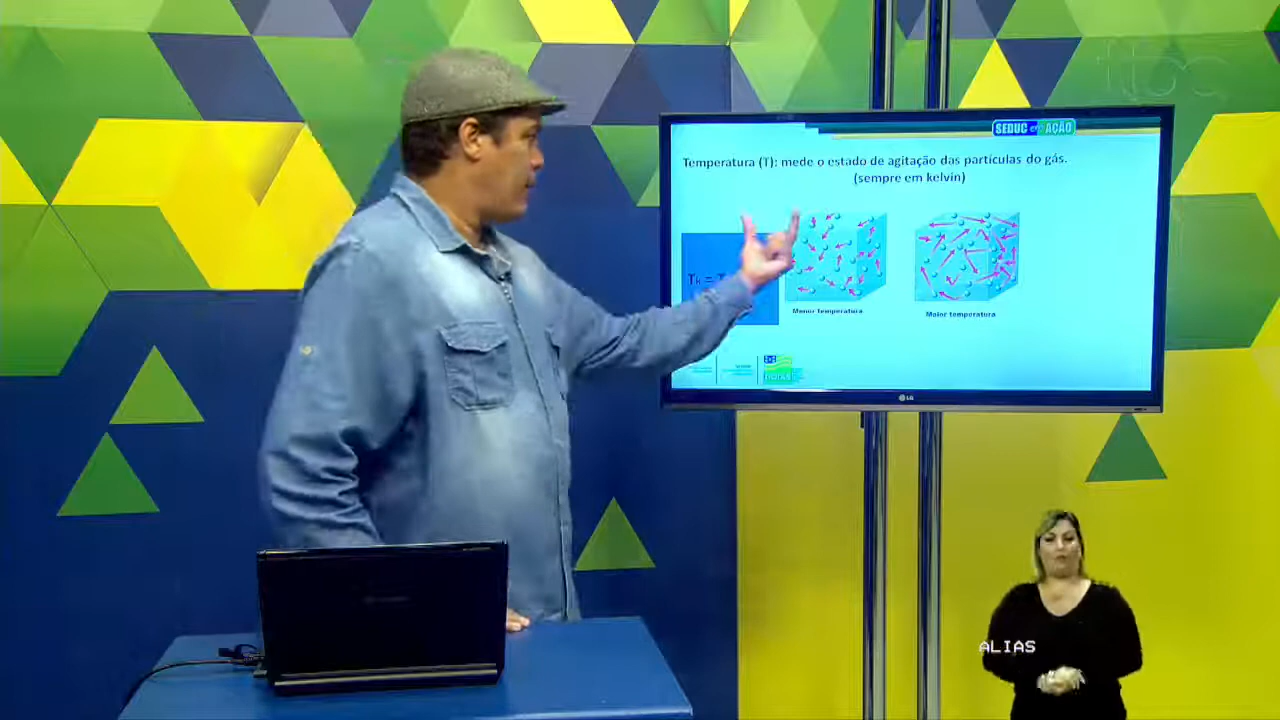 SEDUC em AÇÃO
Temperatura (T): mede o estado de agitação das partículas do gás.
(sempre em kelvin)
Menor Temperatura
Maior temperatura
LG
ALIAS